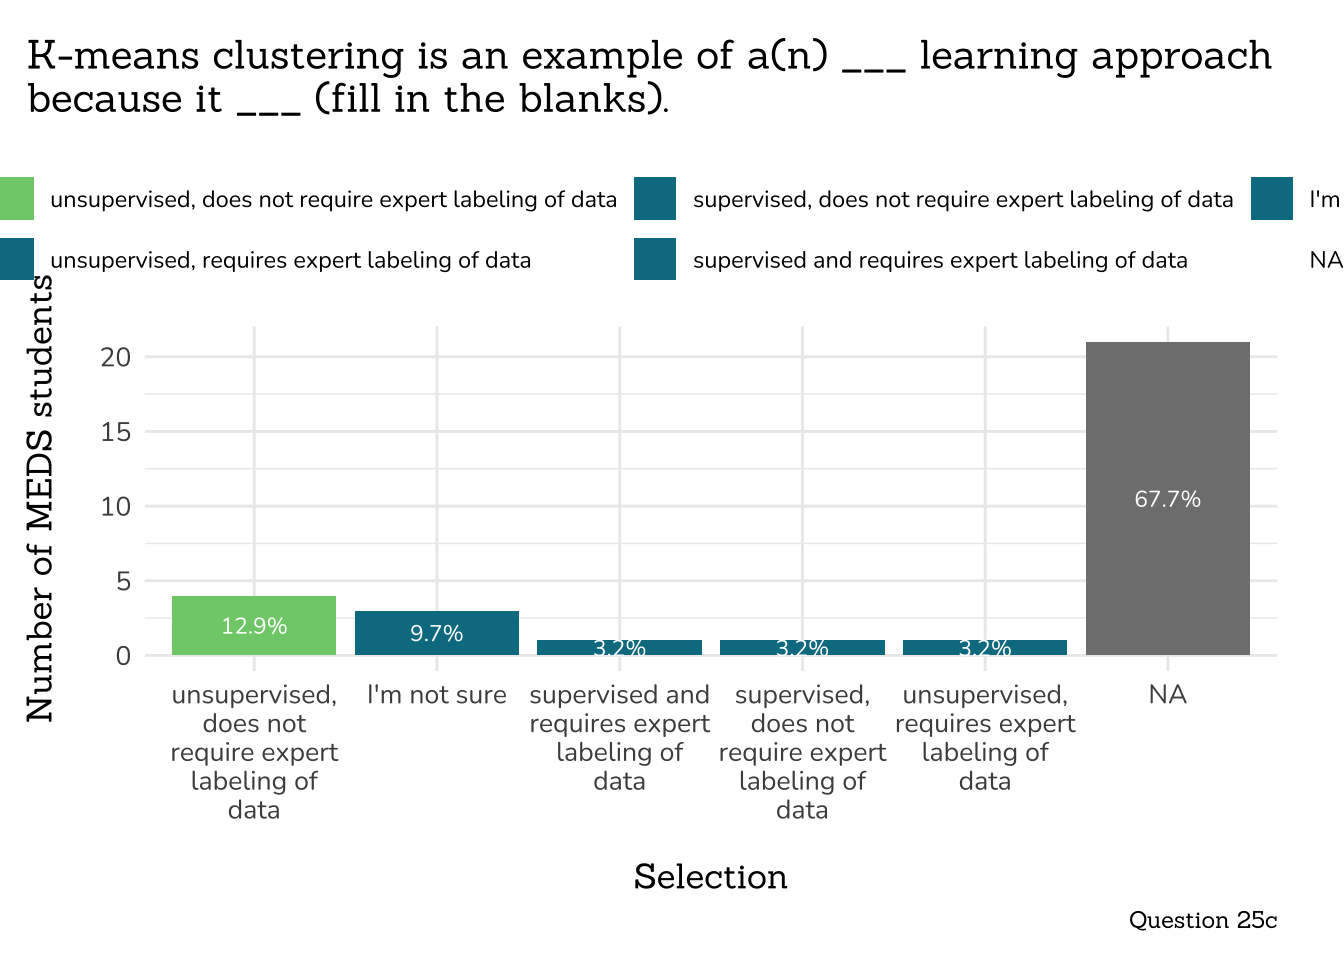 K-means clustering is an example of a(n) ___ learning approach
because it ___ (fill in the blanks).
unsupervised, does not require expert labeling of data
supervised, does not require expert labeling of data
I'm
unsupervised, requires expert labeling of data
supervised and requires expert labeling of data
NA
Number of MEDS students
20
15
10
5
0
12.9%
9.7%
3.2%
3.2%
3.2%
67.7%
unsupervised,
does not
require expert
labeling of
data
I'm not sure
supervised and
requires expert
labeling of
data
supervised,
does not
require expert
labeling of
data
unsupervised,
requires expert
labeling of
data
NA
Selection
Question 25c